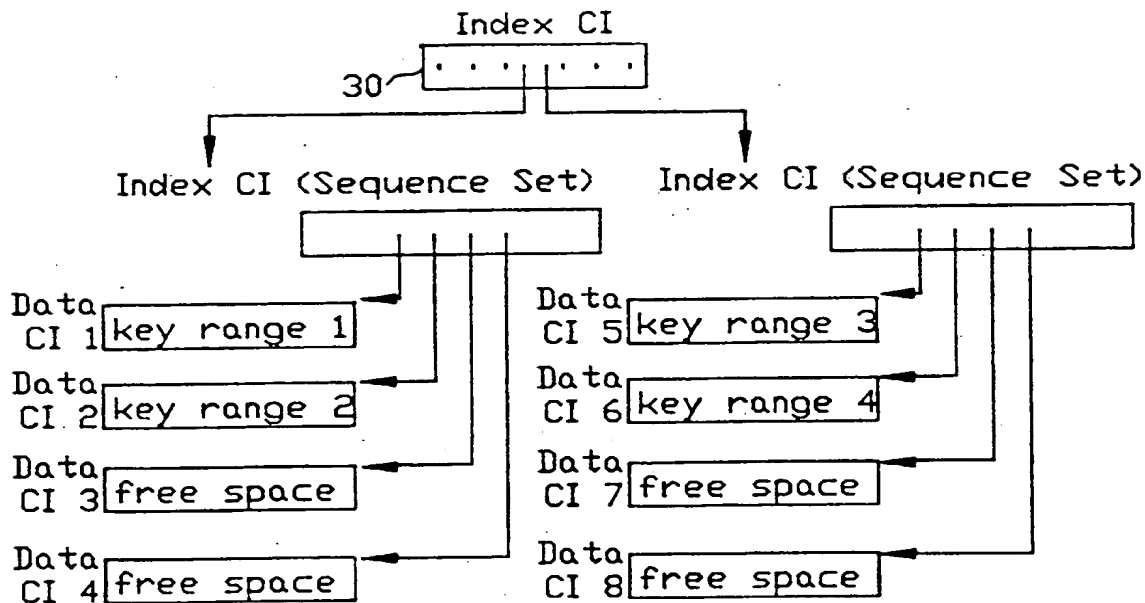 Index CI
30
Index CI (Sequence Set)
Index CI (Sequence Set)
Data
CI 1
key range 1
Data
CI 2
key range 2
Data
CI 3
free space
Data
CI 4
free space
Data
CI 5
key range 3
Data
CI 6
key range 4
Data
CI 7
free space
Data
CI 8
free space